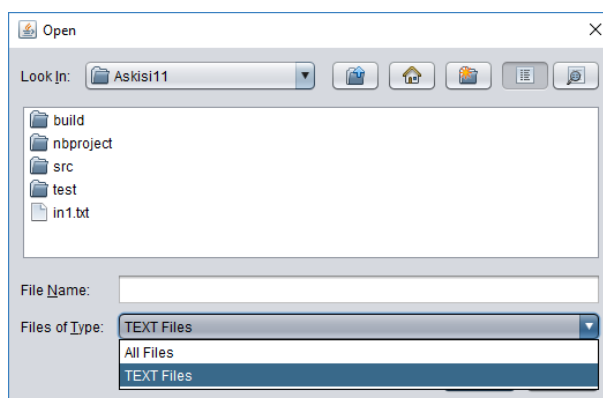 Open
Look In: Askisi11
build
nbproject
src
test
in1.txt
File Name:
Files of Type: TEXT Files
All Files
TEXT Files